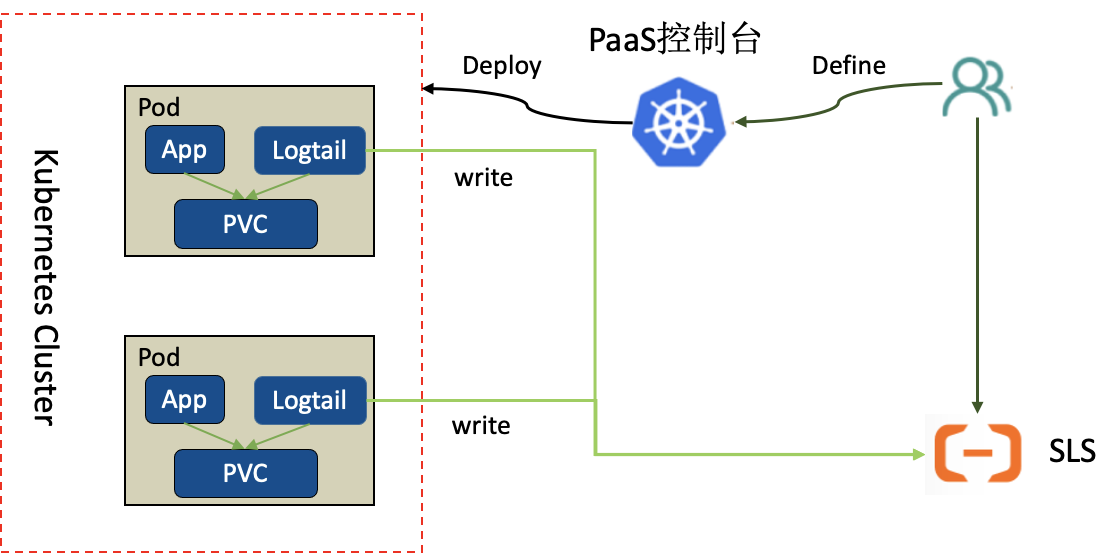 PaaS控制台
Deploy
Define
Kubernetes Cluster
Pod
App
Logtail
PVC
write
Pod
App
Logtail
PVC
write
SLS